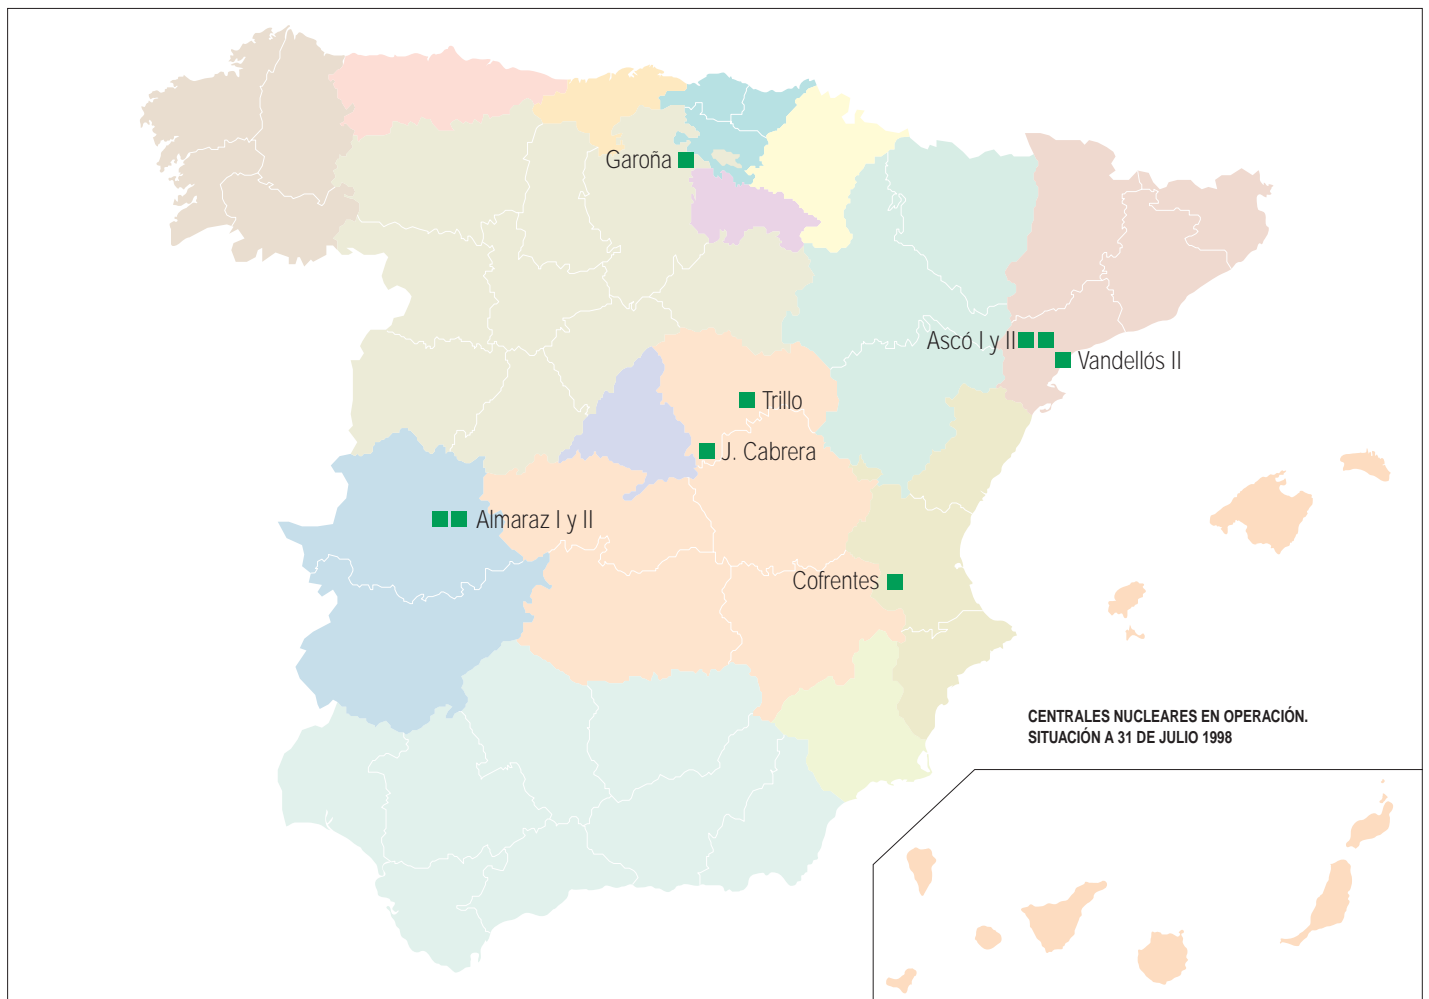 Garoña
Ascó I y II
Vandellós II
Trillo
J. Cabrera
Almaraz I y II
Cofrentes
CENTRALES NUCLEARES EN OPERACIÓN.
SITUACIÓN A 31 DE JULIO 1998